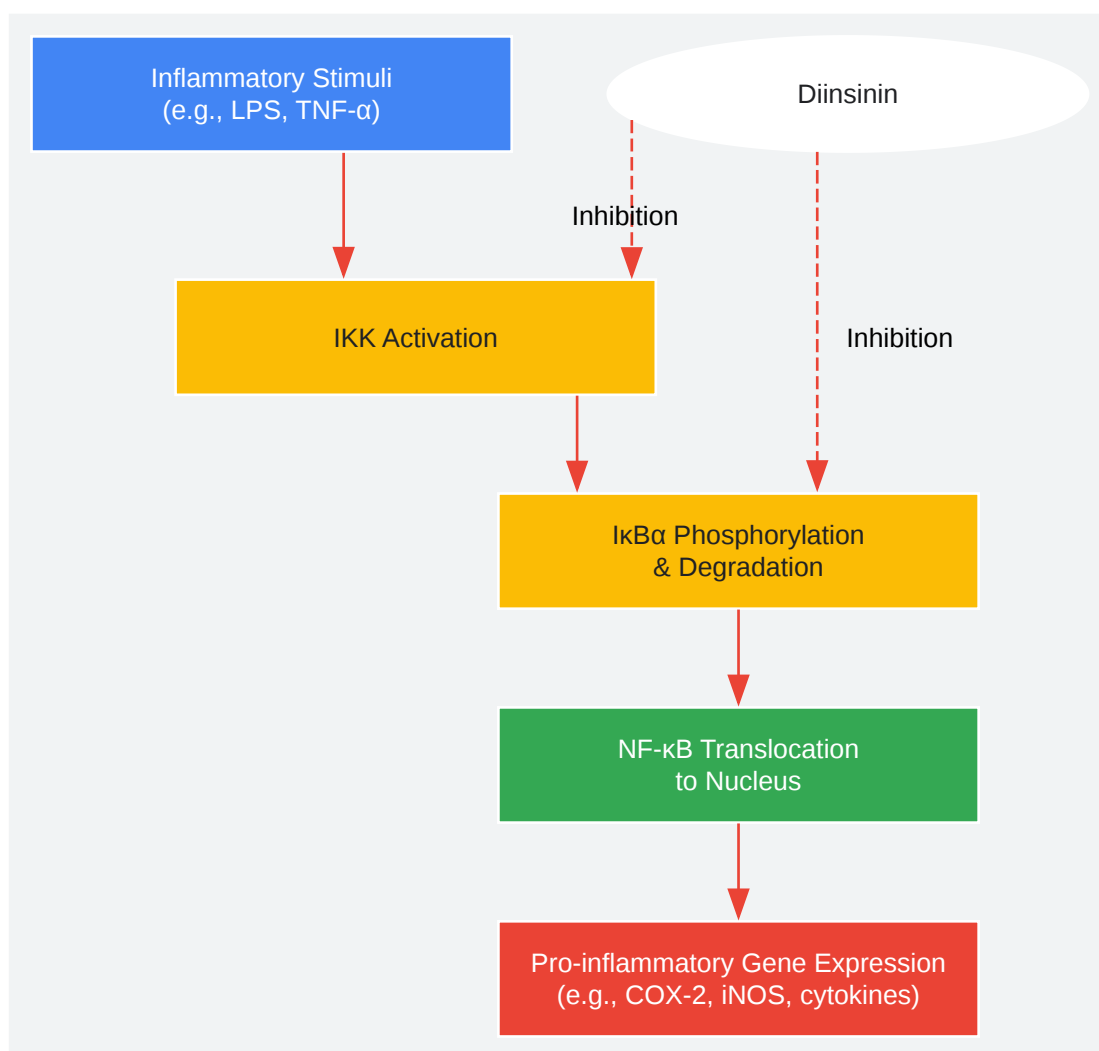 Inflammatory Stimuli
(e.g., LPS, TNF-α)
Diinsinin
Inhibition
IKK Activation
Inhibition
IκBα Phosphorylation
& Degradation
NF-κB Translocation
to Nucleus
Pro-inflammatory Gene Expression
(e.g., COX-2, iNOS, cytokines)